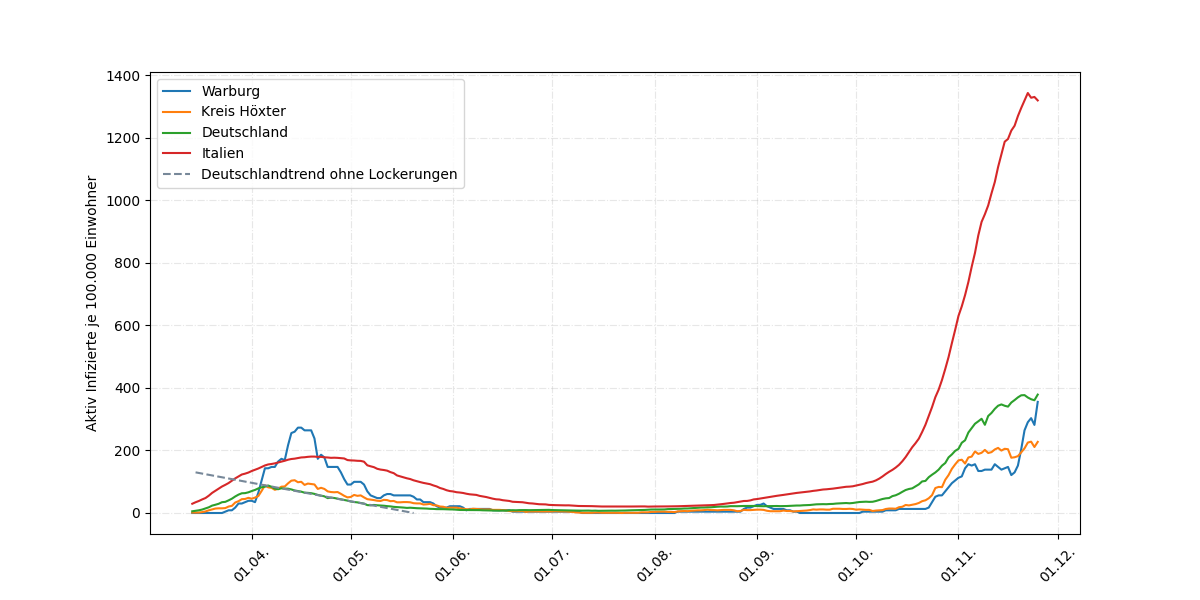 Warburg
Kreis Höxter
Deutschland
Italien
Deutschlandtrend ohne Lockerungen
Aktiv Infizierte je 100.000 Einwohner
1400
1200
1000
800
600
400
200
0
01.04.
01.05.
01.06.
01.07.
01.08.
01.09.
01.10.
01.11.
01.12.